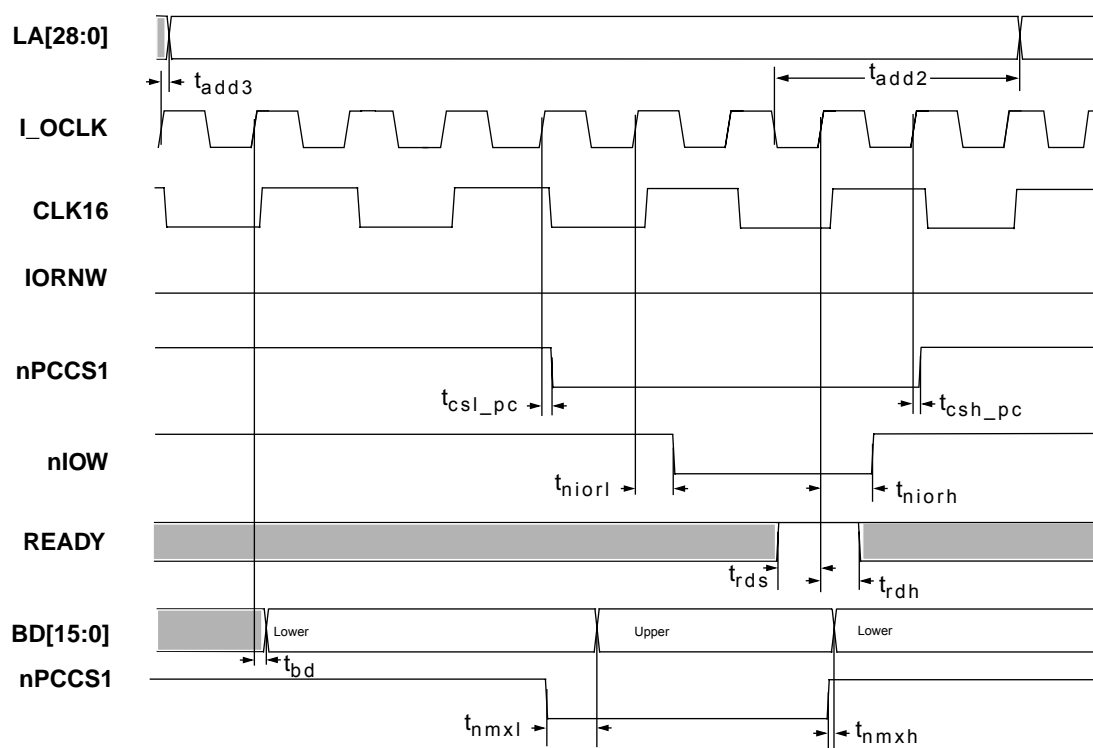 LA[28:0]
tadd3
tadd2
I_OCLK
CLK16
IORNW
nPCCS1
tcsl_pc
tcsh_pc
nIOW
tniorl
tniorh
READY
trds
trdh
BD[15:0]
Lower
Upper
Lower
tbd
nPCCS1
tnmxl
tnmxh